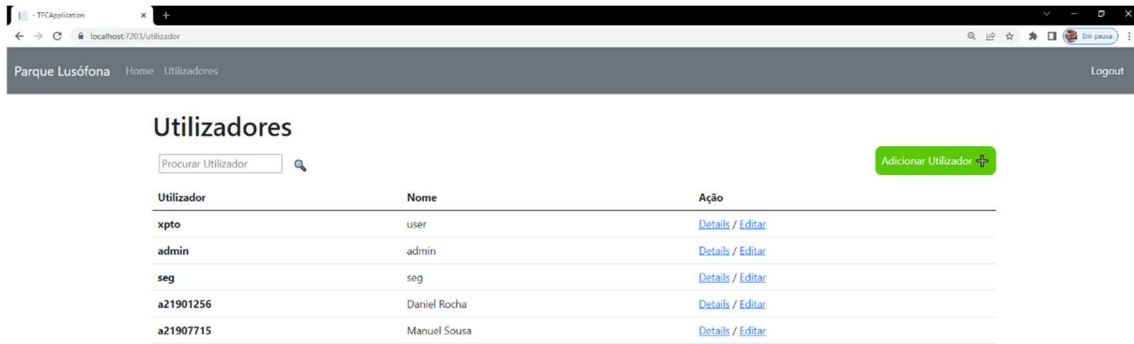 - TFCApplication
localhost:7203/utilizador
Em pausa
Parque Lusófona Home Utilizadores Logout
Utilizadores
Procurar Utilizador
Adicionar Utilizador
Utilizador Nome Ação
xpto user Details / Editar
admin admin Details / Editar
seg seg Details / Editar
a21901256 Daniel Rocha Details / Editar
a21907715 Manuel Sousa Details / Editar